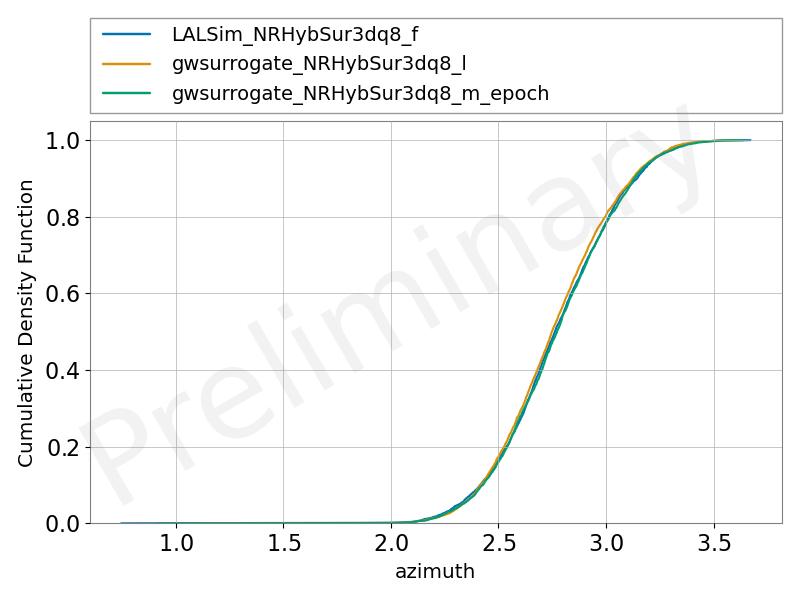 LALSim_NRHybSur3dq8_f
gwsurrogate_NRHybSur3dq8_l
gwsurrogate_NRHybSur3dq8_m_epoch
Preliminary
Cumulative Density Function
1.0
0.8
0.6
0.4
0.2
0.0
1.0 1.5 2.0 2.5 3.0 3.5
azimuth